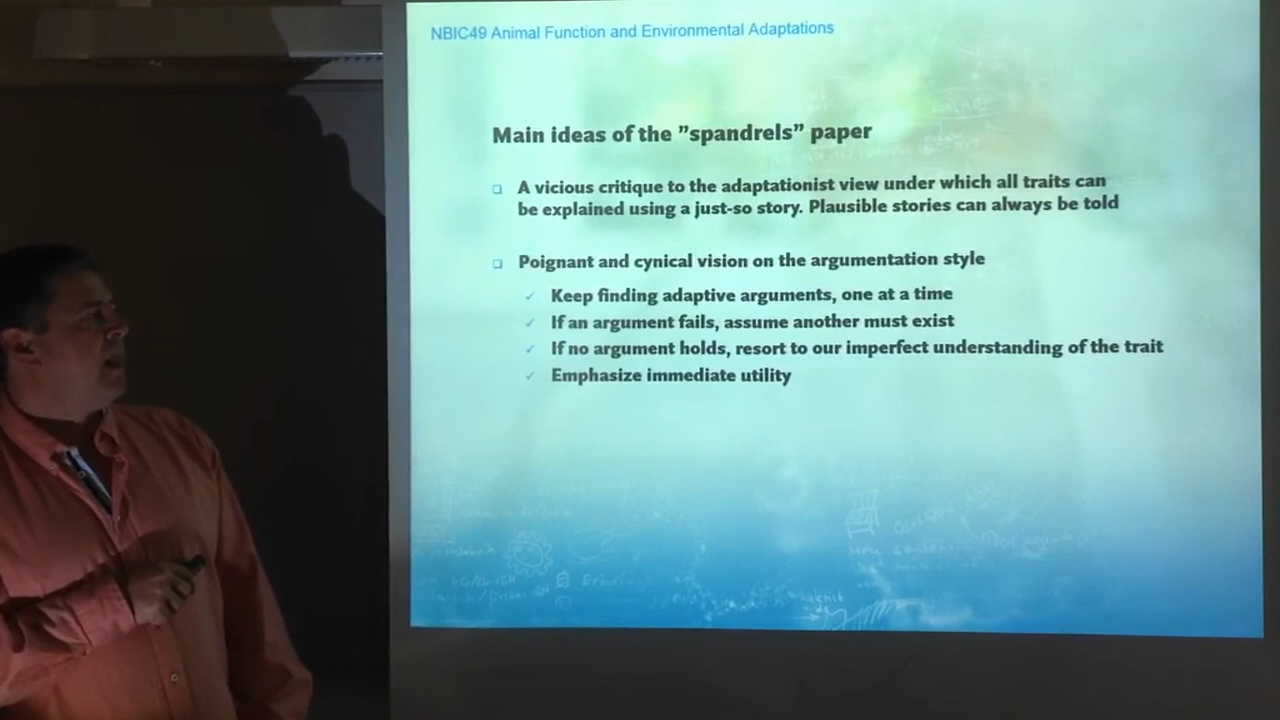 NBIC49 Animal Function and Environmental Adaptations
Main ideas of the ”spandrels” paper
A vicious critique to the adaptationist view under which all traits can
be explained using a just-so story. Plausible stories can always be told
Poignant and cynical vision on the argumentation style
Keep finding adaptive arguments, one at a time
If an argument fails, assume another must exist
If no argument holds, resort to our imperfect understanding of the trait
Emphasize immediate utility